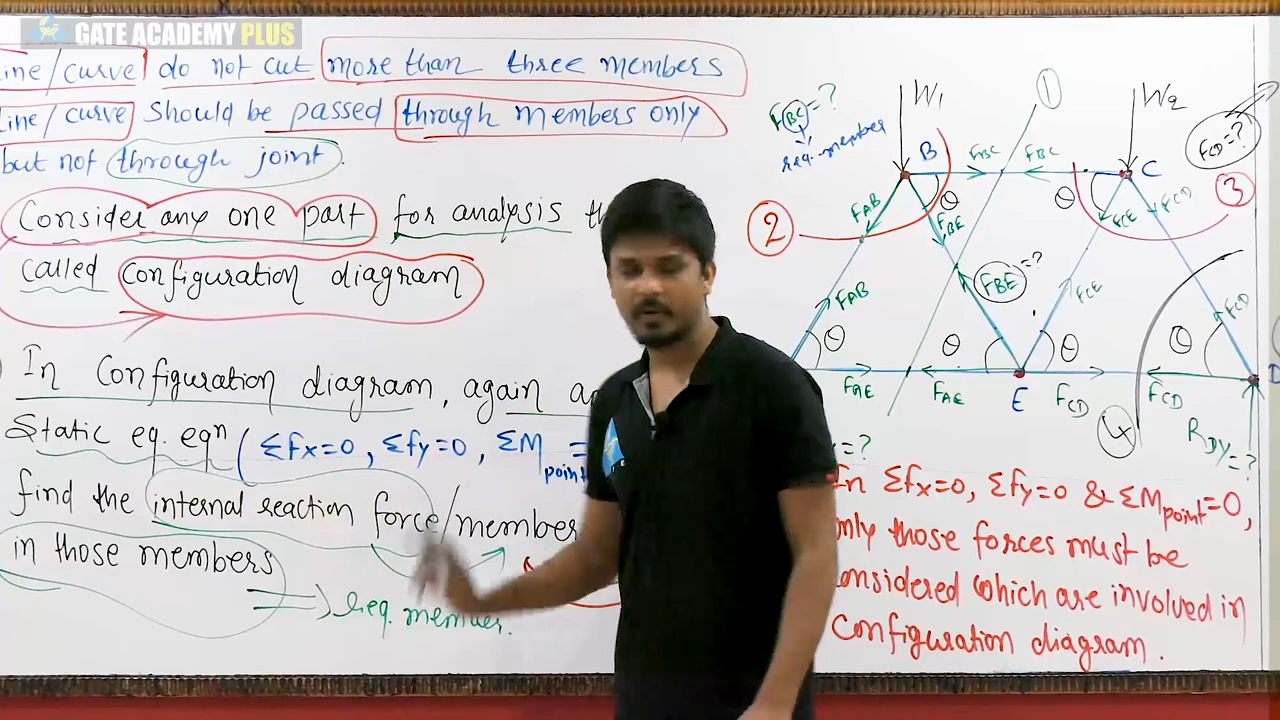 GATE ACADEMY PLUS
line/curve do not cut more than three members
line/curve should be passed through members only
but not through joint.
Consider any one part for analysis
called configuration diagram
In Configuration diagram, again
Static eq. eqn (Σfx=0, Σfy=0, ΣM point =
find the internal reaction force/member
in those members
=> Req. member.
FBC=?
req. member
W1
1
W2
FCD=?
B
FBC
FBC
C
θ
θ
2
FAB
FBE
FCE
FCD
3
FAB
FBE=?
FCE
FCD
θ
θ
θ
θ
FAE
FAE
E
FCD
FCD
D
4
RDY=?
y=?
In Σfx=0, Σfy=0 & ΣMpoint=0,
only those forces must be
considered which are involved in
configuration diagram.